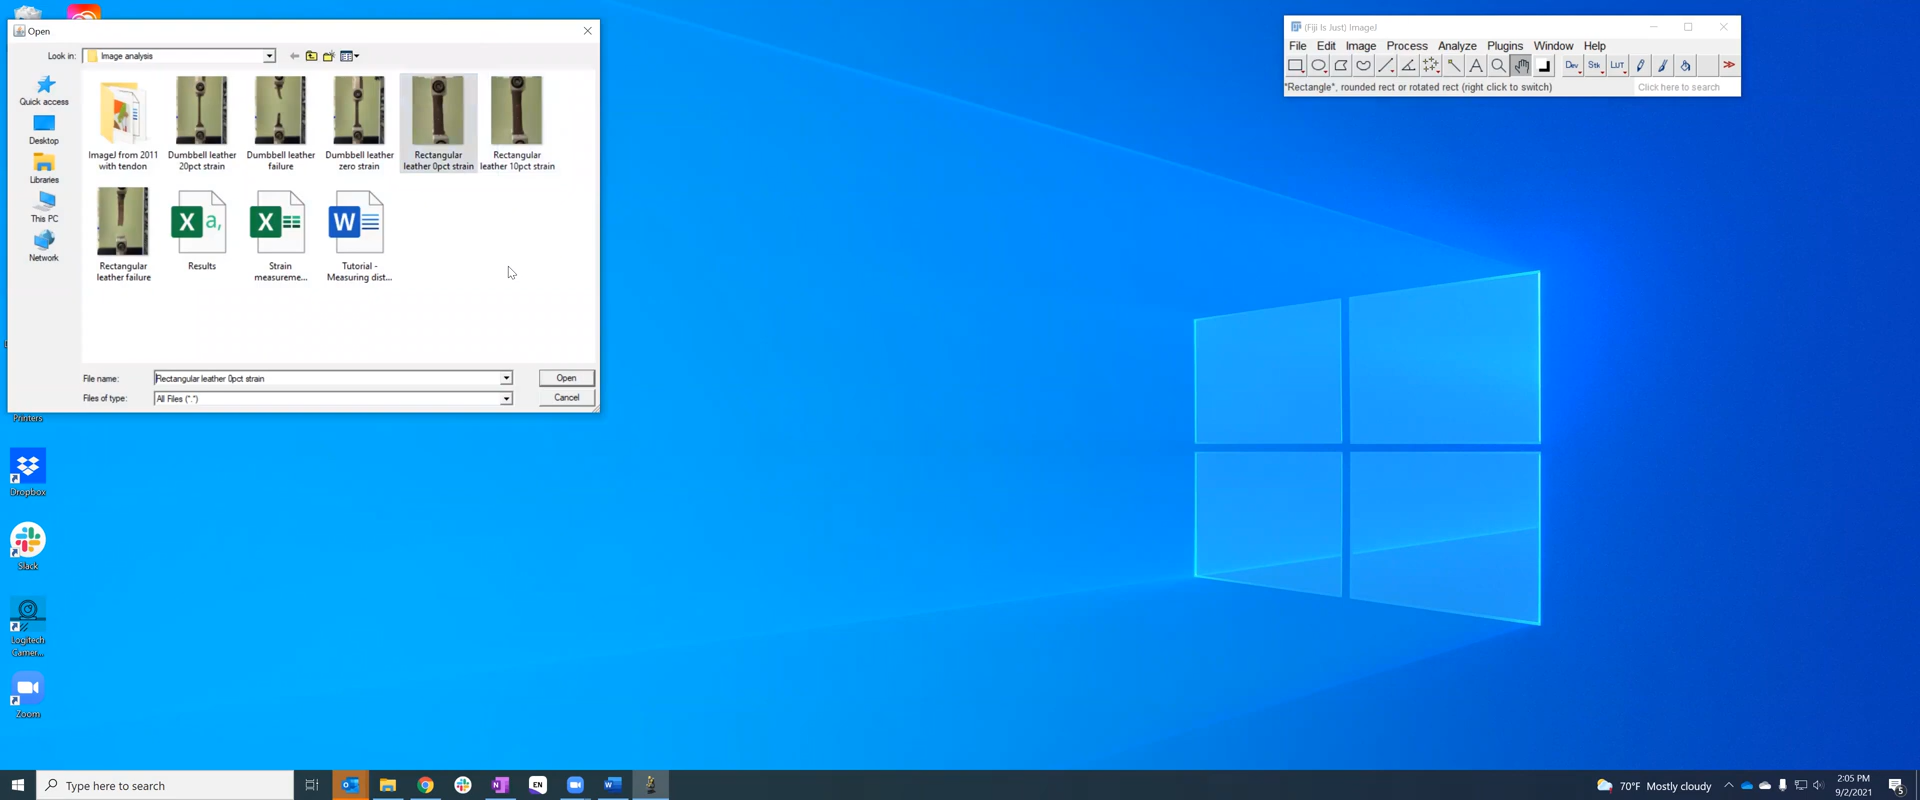 Open
Look in:
Image analysis
Quick access
Desktop
Libraries
This PC
Network
ImageJ from 2011
with tendon
Dumbbell leather
20pct strain
Dumbbell leather
failure
Dumbbell leather
zero strain
Rectangular
leather 0pct strain
Rectangular
leather 10pct strain
Rectangular
leather failure
X a,
Results
X
Strain
measureme...
W
Tutorial -
Measuring dist...
File name:
Rectangular leather 0pct strain
Open
Files of type:
All Files (*.*)
Cancel
Printers
Dropbox
Slack
Logitech
Camer...
Zoom
(Fiji Is Just) ImageJ
File Edit Image Process Analyze Plugins Window Help
A Dev Stk LUT >>
*Rectangle*, rounded rect or rotated rect (right click to switch)
Click here to search
Type here to search
N
EN
W
70°F Mostly cloudy
2:05 PM
9/2/2021
5